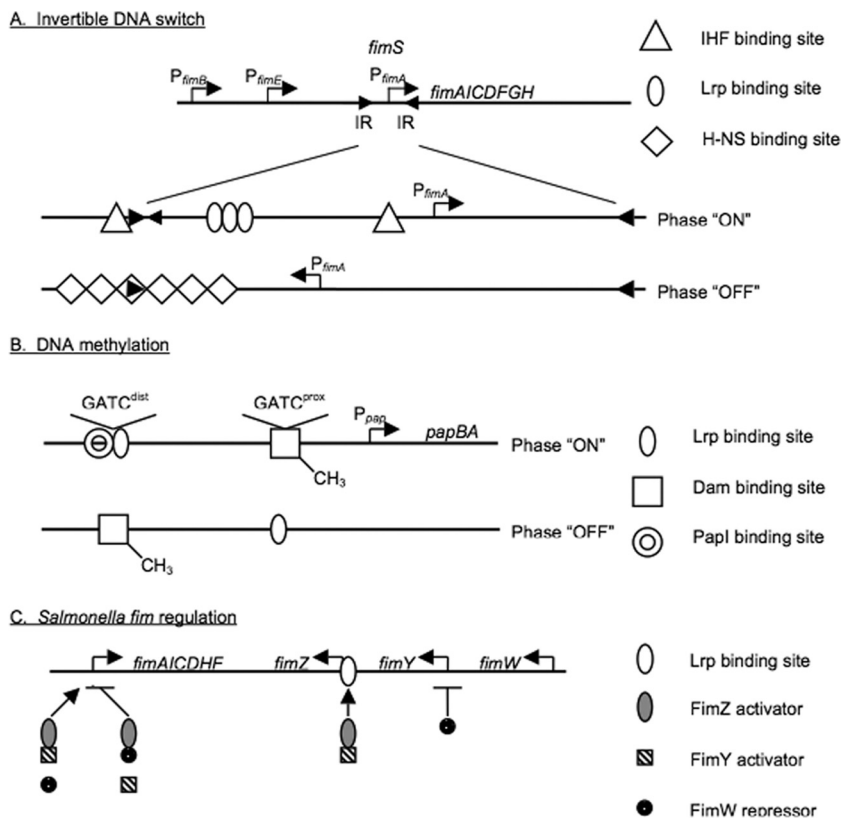 A. Invertible DNA switch
fimS
PfimB PfimE PfimA fimAICDFGH
IR IR
IHF binding site
Lrp binding site
H-NS binding site
PfimA
Phase "ON"
PfimA
Phase "OFF"
B. DNA methylation
GATCdist GATCprox Ppap papBA
Phase "ON"
CH3
Phase "OFF"
CH3
Lrp binding site
Dam binding site
PapI binding site
C. Salmonella fim regulation
fimAICDHF fimZ fimY fimW
Lrp binding site
FimZ activator
FimY activator
FimW repressor